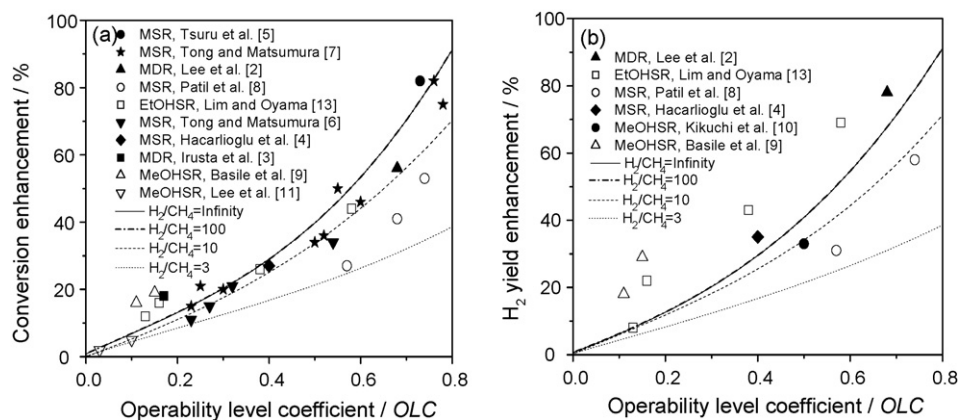 (a)
MSR, Tsuru et al. [5]
MSR, Tong and Matsumura [7]
MDR, Lee et al. [2]
MSR, Patil et al. [8]
EtOHSR, Lim and Oyama [13]
MSR, Tong and Matsumura [6]
MSR, Hacarlioglu et al. [4]
MDR, Irusta et al. [3]
MeOHSR, Basile et al. [9]
MeOHSR, Lee et al. [11]
H₂/CH₄=Infinity
H₂/CH₄=100
H₂/CH₄=10
H₂/CH₄=3
Conversion enhancement / %
100
80
60
40
20
0
0.0 0.2 0.4 0.6 0.8
Operability level coefficient / OLC
(b)
MDR, Lee et al. [2]
EtOHSR, Lim and Oyama [13]
MSR, Patil et al. [8]
MSR, Hacarlioglu et al. [4]
MeOHSR, Kikuchi et al. [10]
MeOHSR, Basile et al. [9]
H₂/CH₄=Infinity
H₂/CH₄=100
H₂/CH₄=10
H₂/CH₄=3
H₂ yield enhancement / %
100
80
60
40
20
0
0.0 0.2 0.4 0.6 0.8
Operability level coefficient / OLC